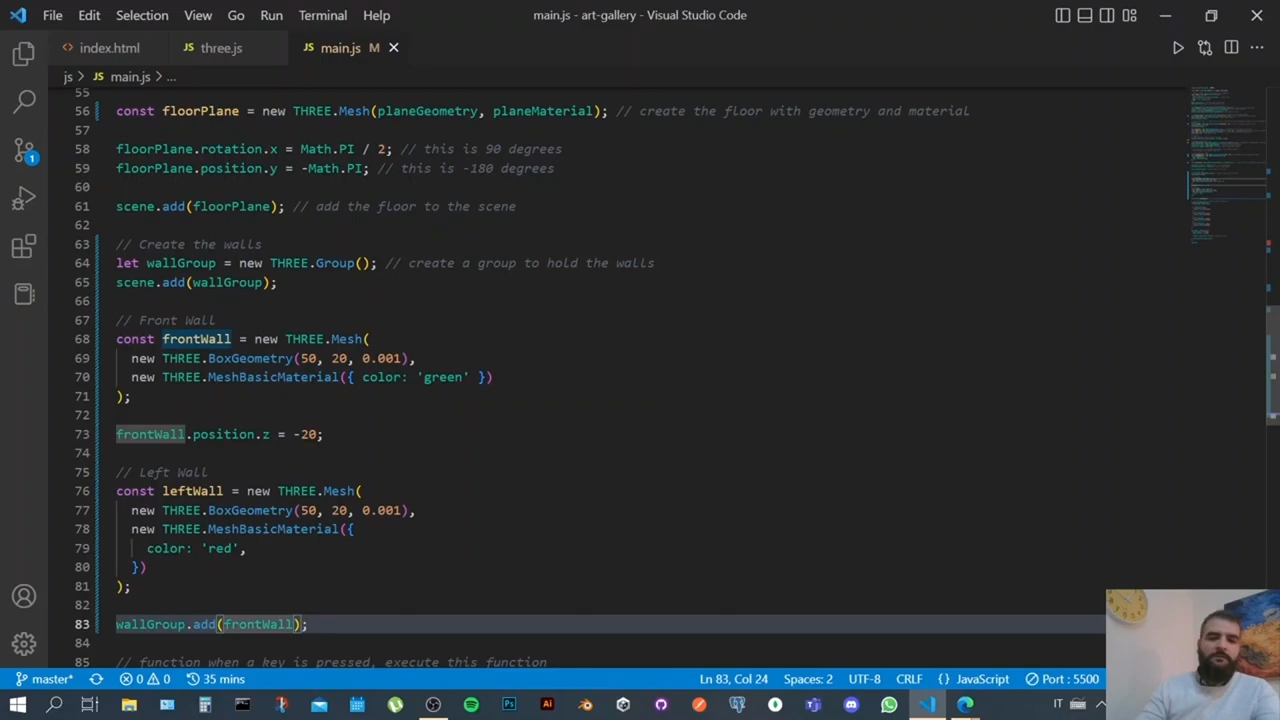 File Edit Selection View Go Run Terminal Help main.js - art-gallery - Visual Studio Code
<> index.html JS three.js JS main.js M
js > JS main.js > ...
55
56 const floorPlane = new THREE.Mesh(planeGeometry, planeMaterial); // create the floor with geometry and material
57
58 floorPlane.rotation.x = Math.PI / 2; // this is 90 degrees
59 floorPlane.position.y = -Math.PI; // this is -180 degrees
60
61 scene.add(floorPlane); // add the floor to the scene
62
63 // Create the walls
64 let wallGroup = new THREE.Group(); // create a group to hold the walls
65 scene.add(wallGroup);
66
67 // Front Wall
68 const frontWall = new THREE.Mesh(
69 new THREE.BoxGeometry(50, 20, 0.001),
70 new THREE.MeshBasicMaterial({ color: 'green' })
71 );
72
73 frontWall.position.z = -20;
74
75 // Left Wall
76 const leftWall = new THREE.Mesh(
77 new THREE.BoxGeometry(50, 20, 0.001),
78 new THREE.MeshBasicMaterial({
79 color: 'red',
80 })
81 );
82
83 wallGroup.add(frontWall);
84
85 // function when a key is pressed, execute this function
1
master* 0 0 35 mins Ln 83, Col 24 Spaces: 2 UTF-8 CRLF {} JavaScript Port : 5500
Ps Ai IT